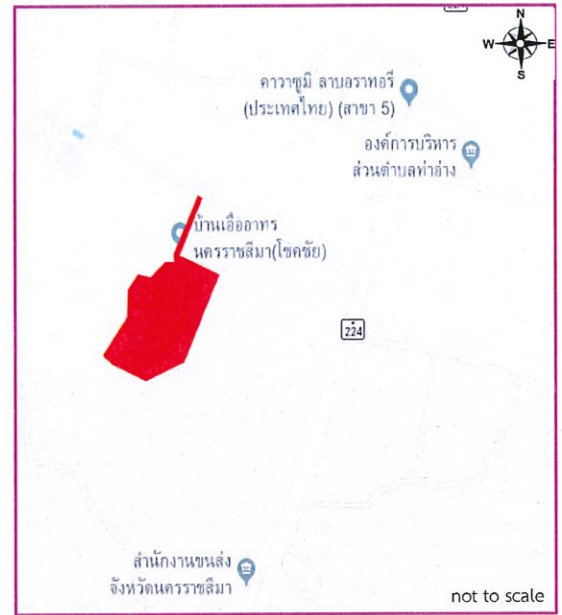 N
W
E
S
คาวาซูมิ ลาบอราทอรี
(ประเทศไทย) (สาขา 5)
องค์การบริหาร
ส่วนตำบลท่าอ่าง
บ้านเอื้ออาทร
นครราชสีมา(โชคชัย)
224
สำนักงานขนส่ง
จังหวัดนครราชสีมา
not to scale